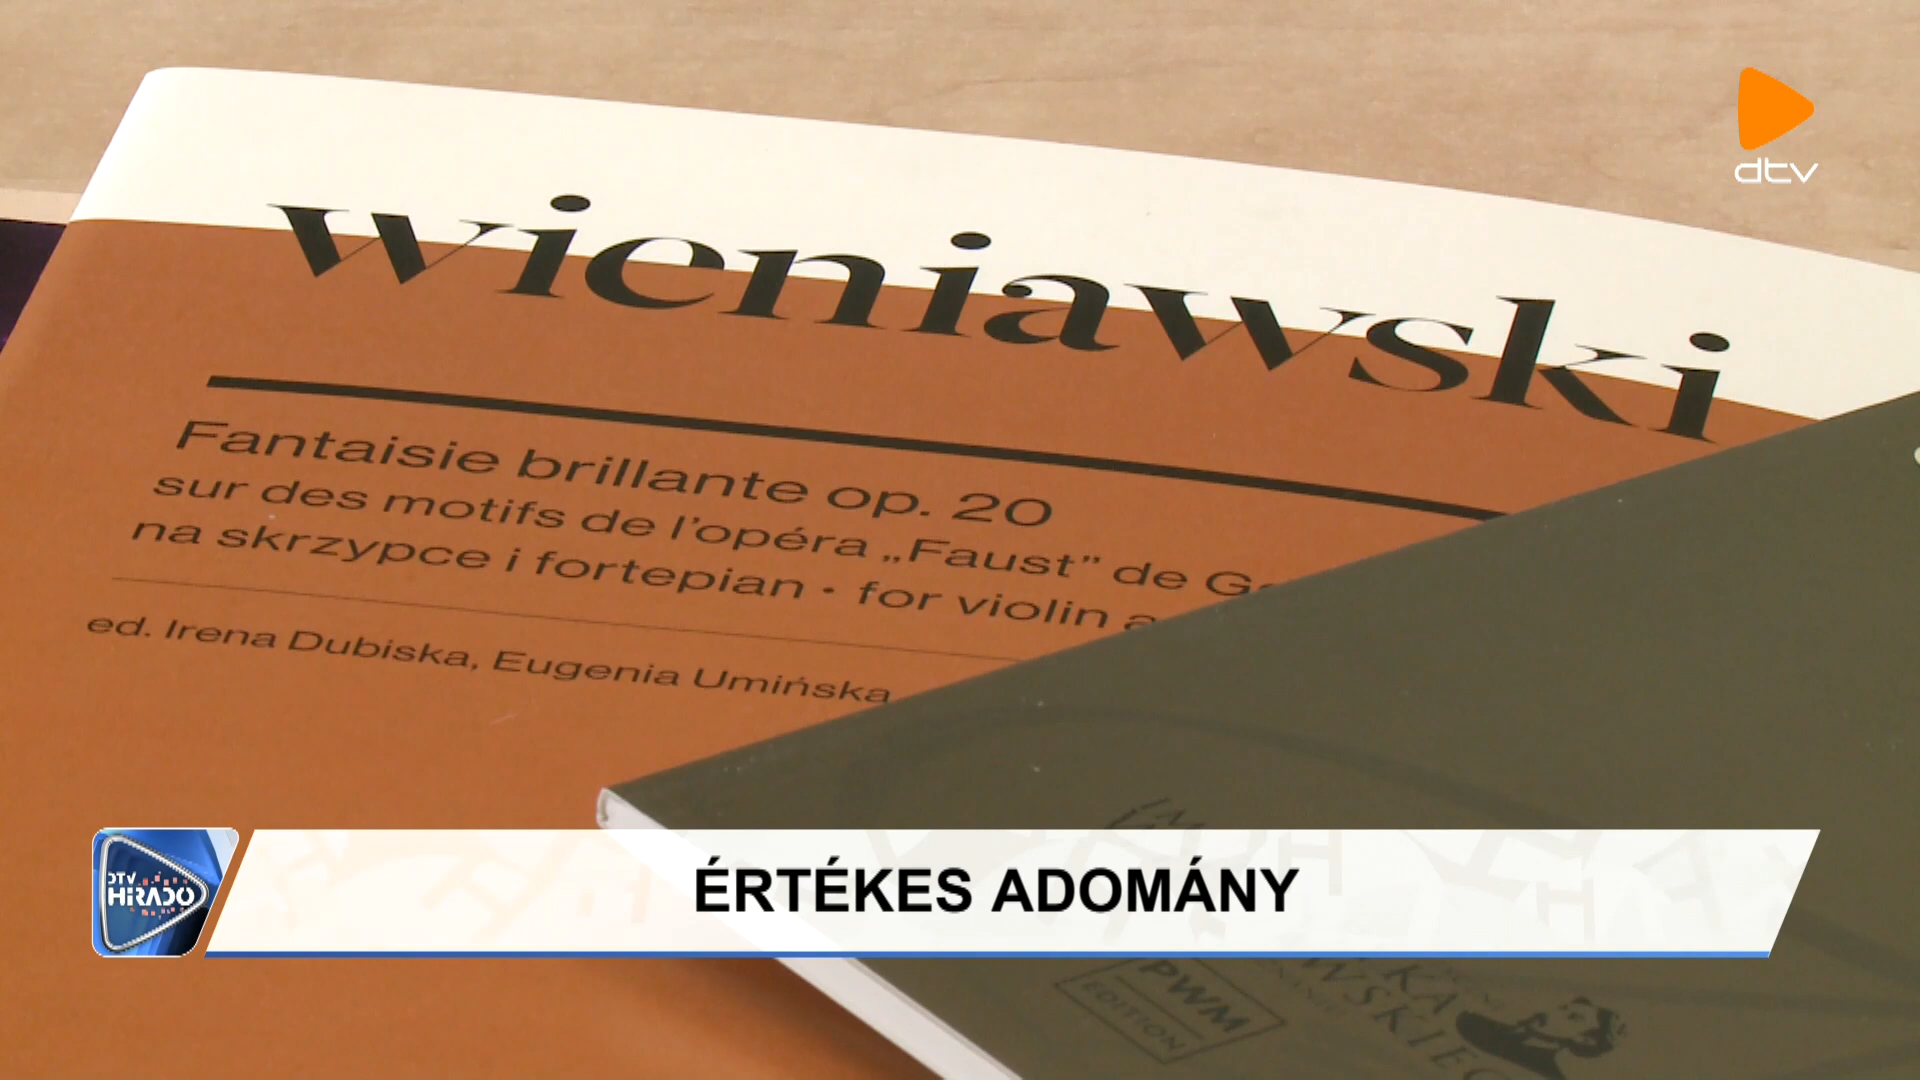 dtv
wieniawski
Fantaisie brillante op. 20
sur des motifs de l'opéra „Faust” de
na skrzypce i fortepian • for violin
ed. Irena Dubiska, Eugenia Umińska
DTV
HIRADO
ÉRTÉKES ADOMÁNY
PWM
EDITION